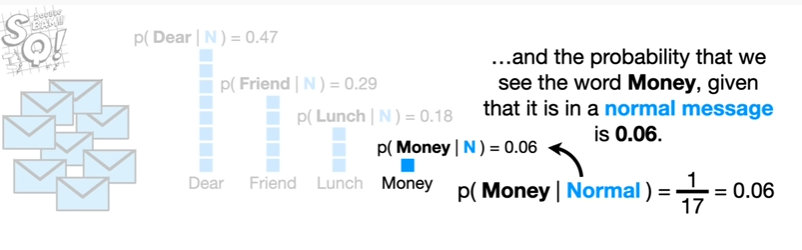 SQ!
p( Dear | N ) = 0.47
p( Friend | N ) = 0.29
p( Lunch | N ) = 0.18
p( Money | N ) = 0.06
Dear Friend Lunch Money
...and the probability that we
see the word Money, given
that it is in a normal message
is 0.06.
p( Money | Normal ) = 1/17 = 0.06